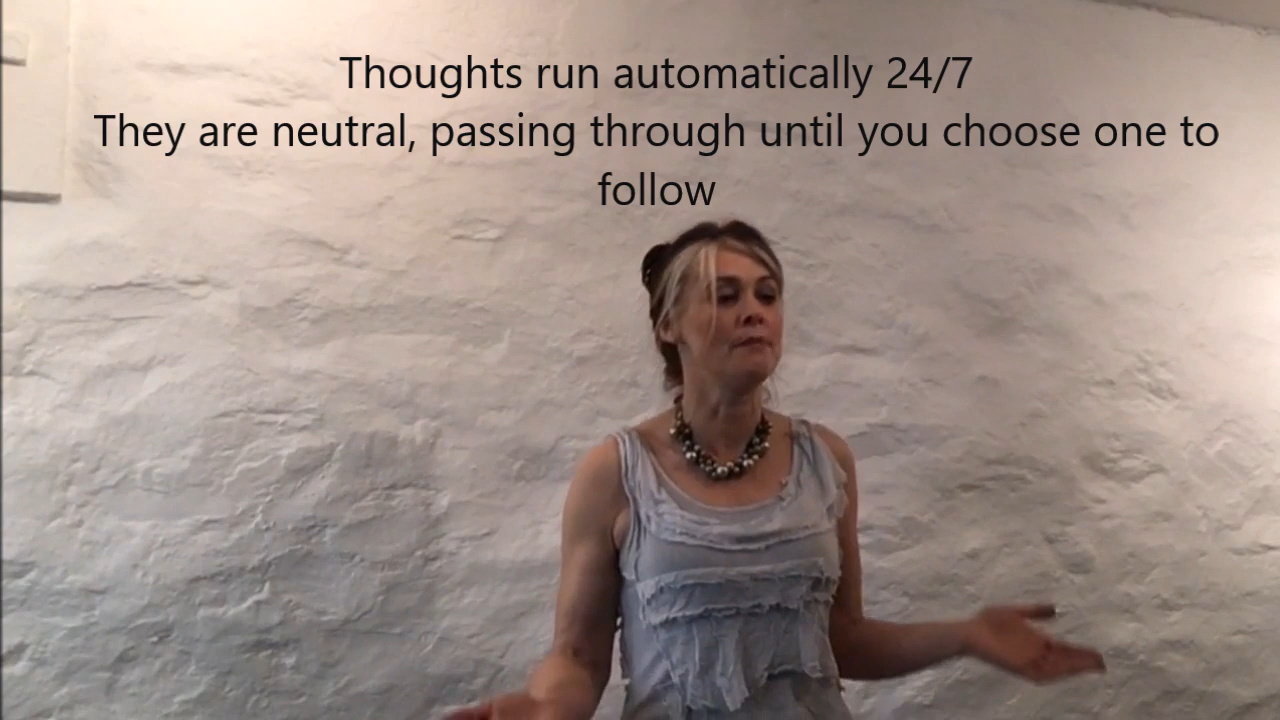 Thoughts run automatically 24/7
They are neutral, passing through until you choose one to
follow